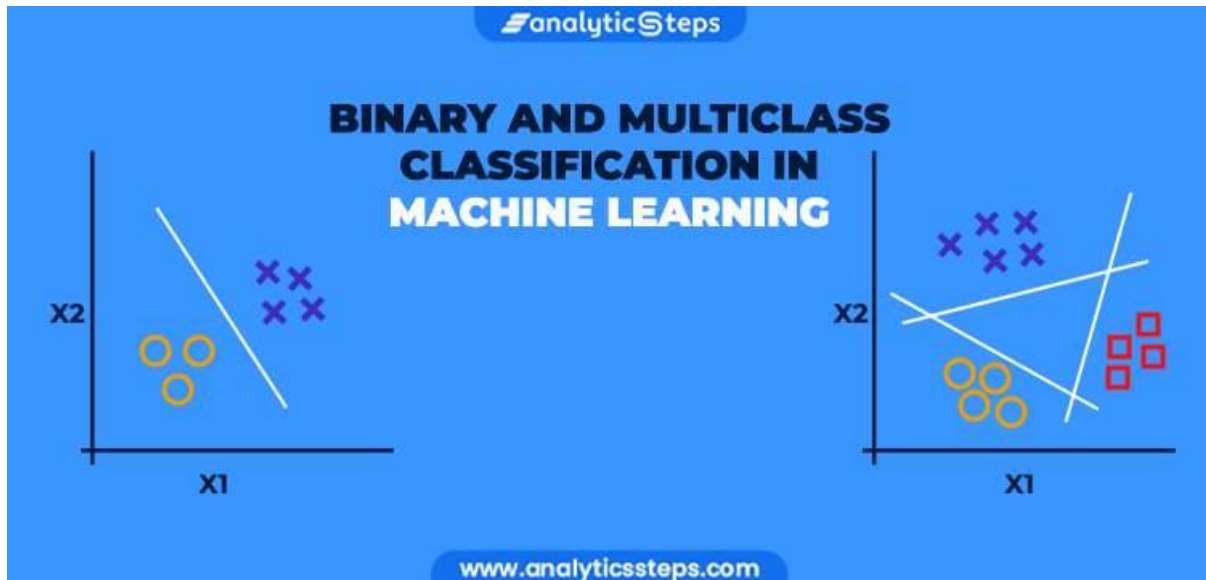 analyticSteps
BINARY AND MULTICLASS
CLASSIFICATION IN
MACHINE LEARNING
X2
X1
X2
X1
www.analyticssteps.com